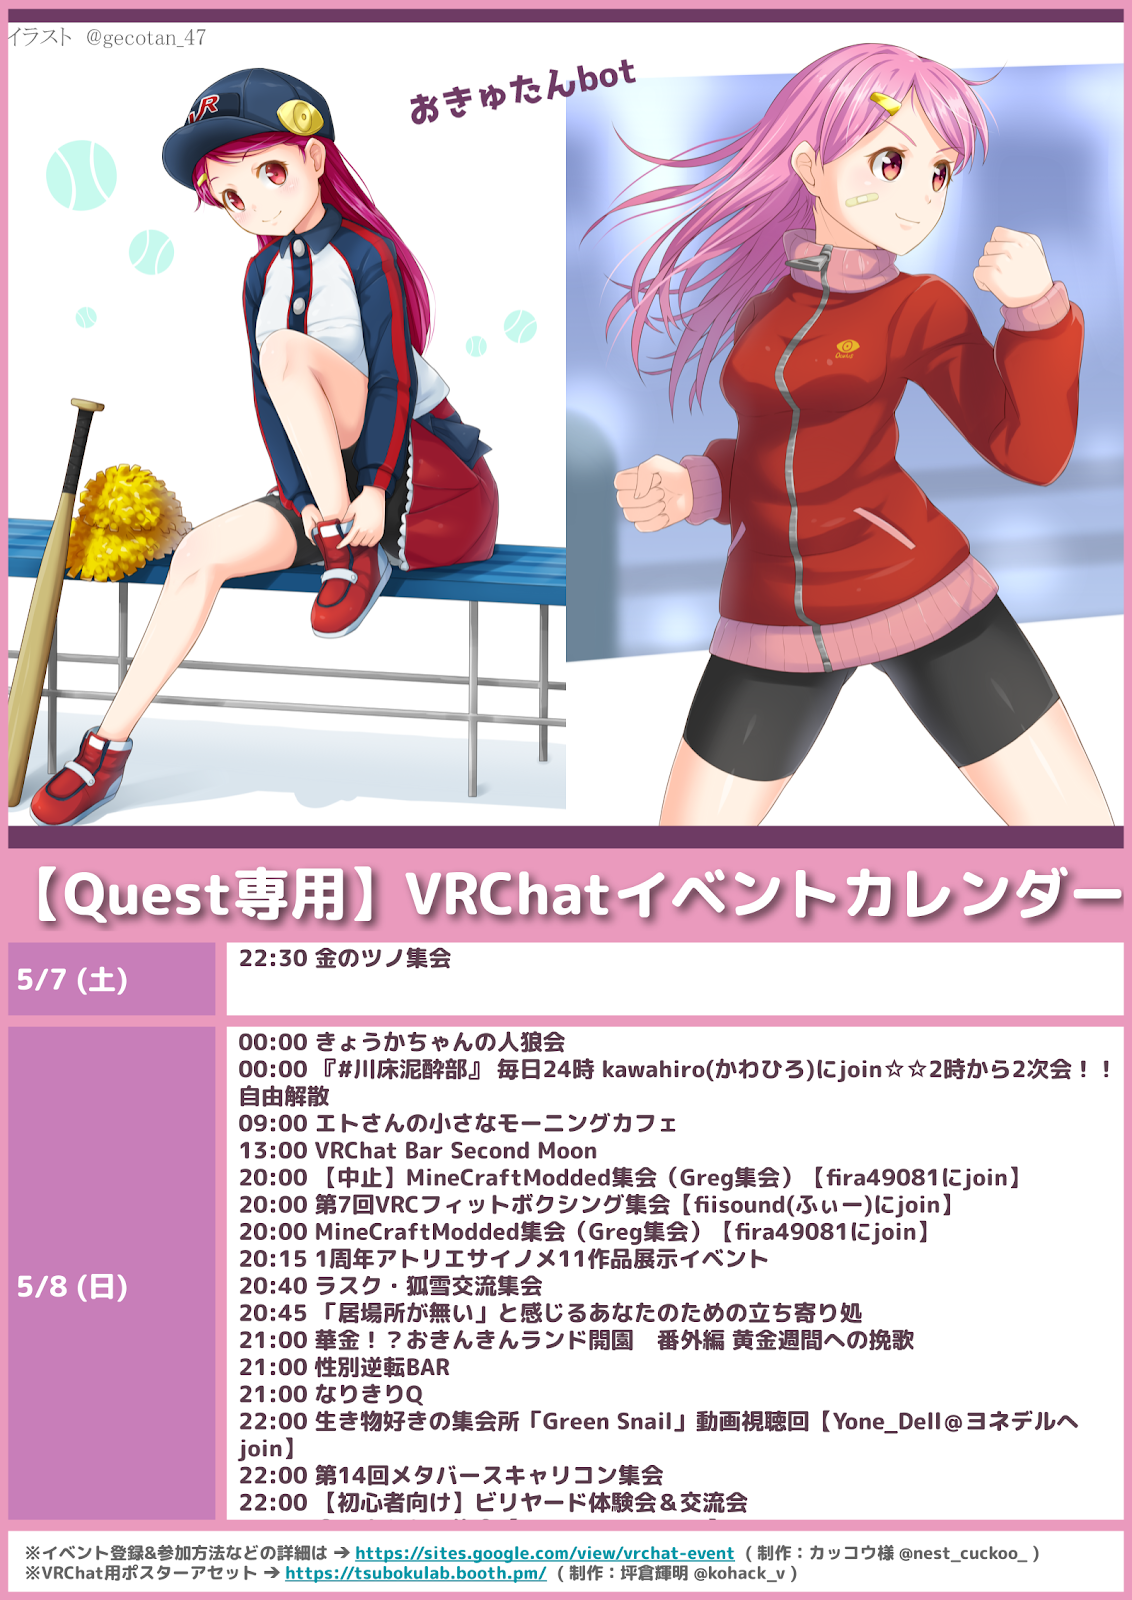 イラスト @gecotan_47
おきゅたんbot
VR
Quest
【Quest専用】VRChatイベントカレンダー
5/7 (土)
22:30 金のツノ集会
5/8 (日)
00:00 きょうかちゃんの人狼会
00:00 『#川床泥酔部』 毎日24時 kawahiro(かわひろ)にjoin☆☆2時から2次会！！
自由解散
09:00 エトさんの小さなモーニングカフェ
13:00 VRChat Bar Second Moon
20:00 【中止】MineCraftModded集会（Greg集会）【fira49081にjoin】
20:00 第7回VRCフィットボクシング集会【fiisound(ふぃー)にjoin】
20:00 MineCraftModded集会（Greg集会）【fira49081にjoin】
20:15 1周年アトリエサイノメ11作品展示イベント
20:40 ラスク・狐雪交流集会
20:45 「居場所が無い」と感じるあなたのための立ち寄り処
21:00 華金！？おきんきんランド開園　番外編 黄金週間への挽歌
21:00 性別逆転BAR
21:00 なりきりQ
22:00 生き物好きの集会所「Green Snail」動画視聴回【Yone_Dell＠ヨネデルへ
join】
22:00 第14回メタバースキャリコン集会
22:00 【初心者向け】ビリヤード体験会＆交流会
※イベント登録&参加方法などの詳細は ➔ https://sites.google.com/view/vrchat-event （制作：カッコウ様 @nest_cuckoo_ )
※VRChat用ポスターアセット ➔ https://tsubokulab.booth.pm/ （制作：坪倉輝明 @kohack_v )